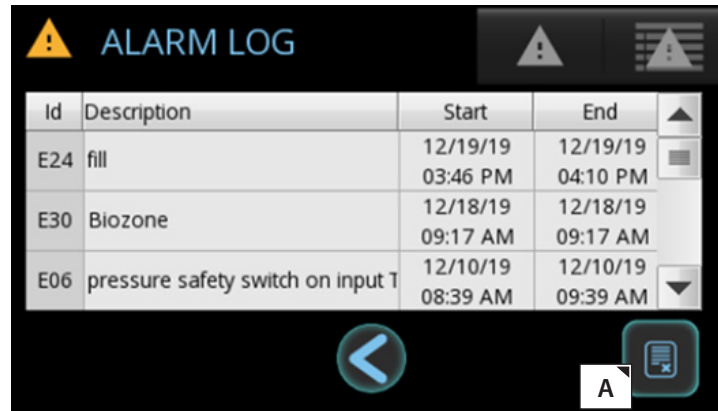 ALARM LOG
Id Description Start End
E24 fill 12/19/19 03:46 PM 12/19/19 04:10 PM
E30 Biozone 12/18/19 09:17 AM 12/18/19 09:17 AM
E06 pressure safety switch on input T 12/10/19 08:39 AM 12/10/19 09:39 AM
A